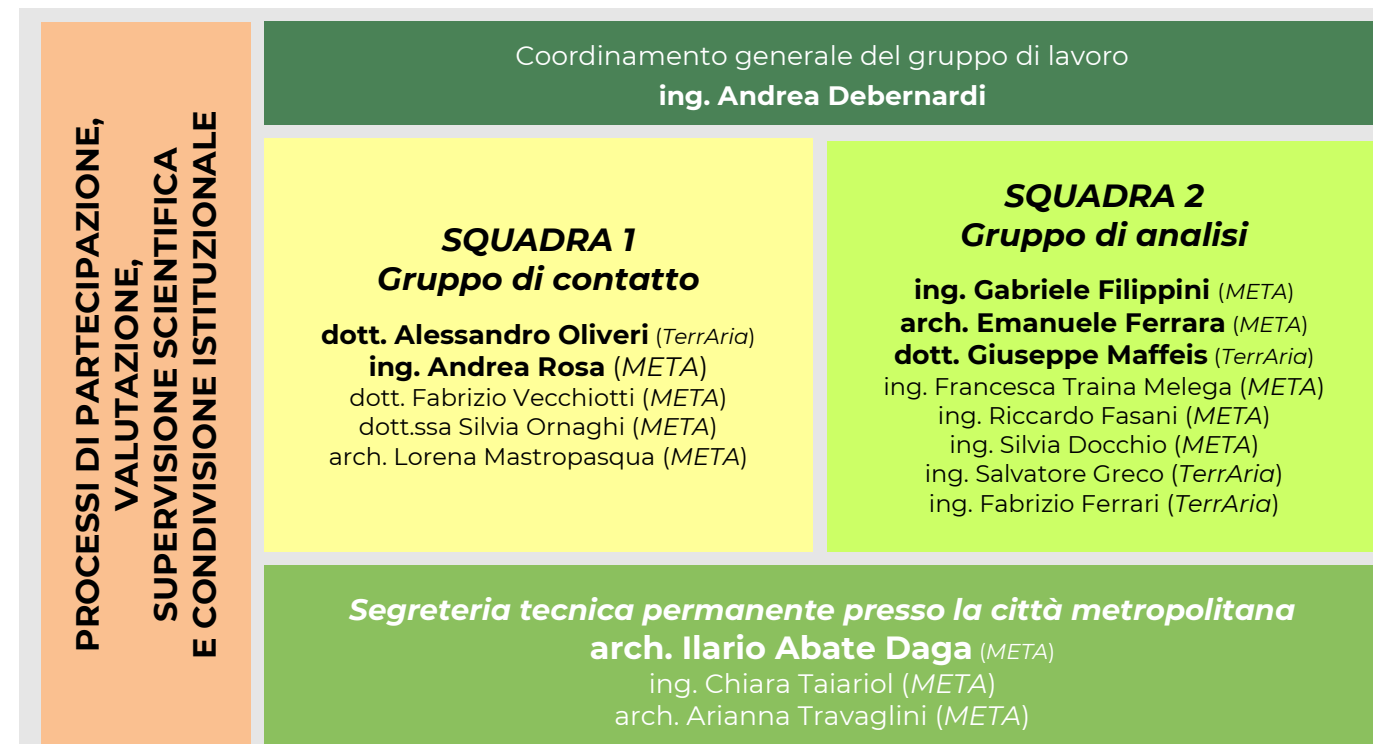 PROCESSI DI PARTECIPAZIONE,
VALUTAZIONE,
SUPERVISIONE SCIENTIFICA
E CONDIVISIONE ISTITUZIONALE
Coordinamento generale del gruppo di lavoro
ing. Andrea Debernardi
SQUADRA 1
Gruppo di contatto
dott. Alessandro Oliveri (TerrAria)
ing. Andrea Rosa (META)
dott. Fabrizio Vecchiotti (META)
dott.ssa Silvia Ornaghi (META)
arch. Lorena Mastropasqua (META)
SQUADRA 2
Gruppo di analisi
ing. Gabriele Filippini (META)
arch. Emanuele Ferrara (META)
dott. Giuseppe Maffeis (TerrAria)
ing. Francesca Traina Melega (META)
ing. Riccardo Fasani (META)
ing. Silvia Docchio (META)
ing. Salvatore Greco (TerrAria)
ing. Fabrizio Ferrari (TerrAria)
Segreteria tecnica permanente presso la città metropolitana
arch. Ilario Abate Daga (META)
ing. Chiara Taiariol (META)
arch. Arianna Travaglini (META)